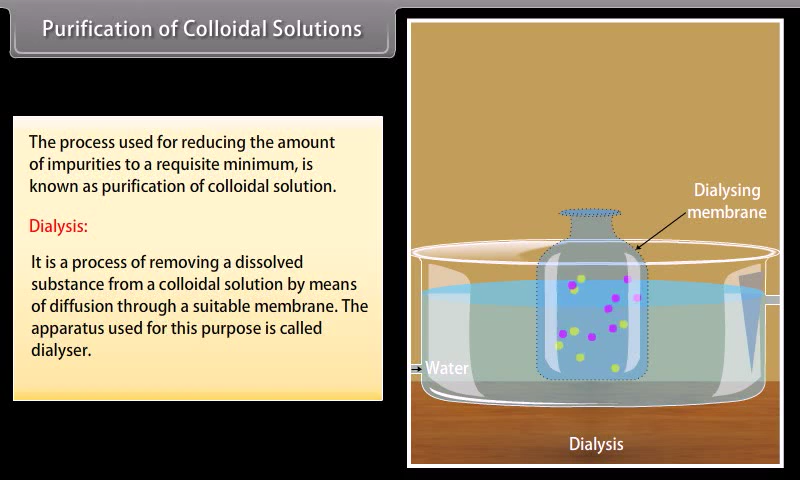 Purification of Colloidal Solutions
The process used for reducing the amount
of impurities to a requisite minimum, is
known as purification of colloidal solution.
Dialysis:
It is a process of removing a dissolved
substance from a colloidal solution by means
of diffusion through a suitable membrane. The
apparatus used for this purpose is called
dialyser.
Dialysing
membrane
Water
Dialysis